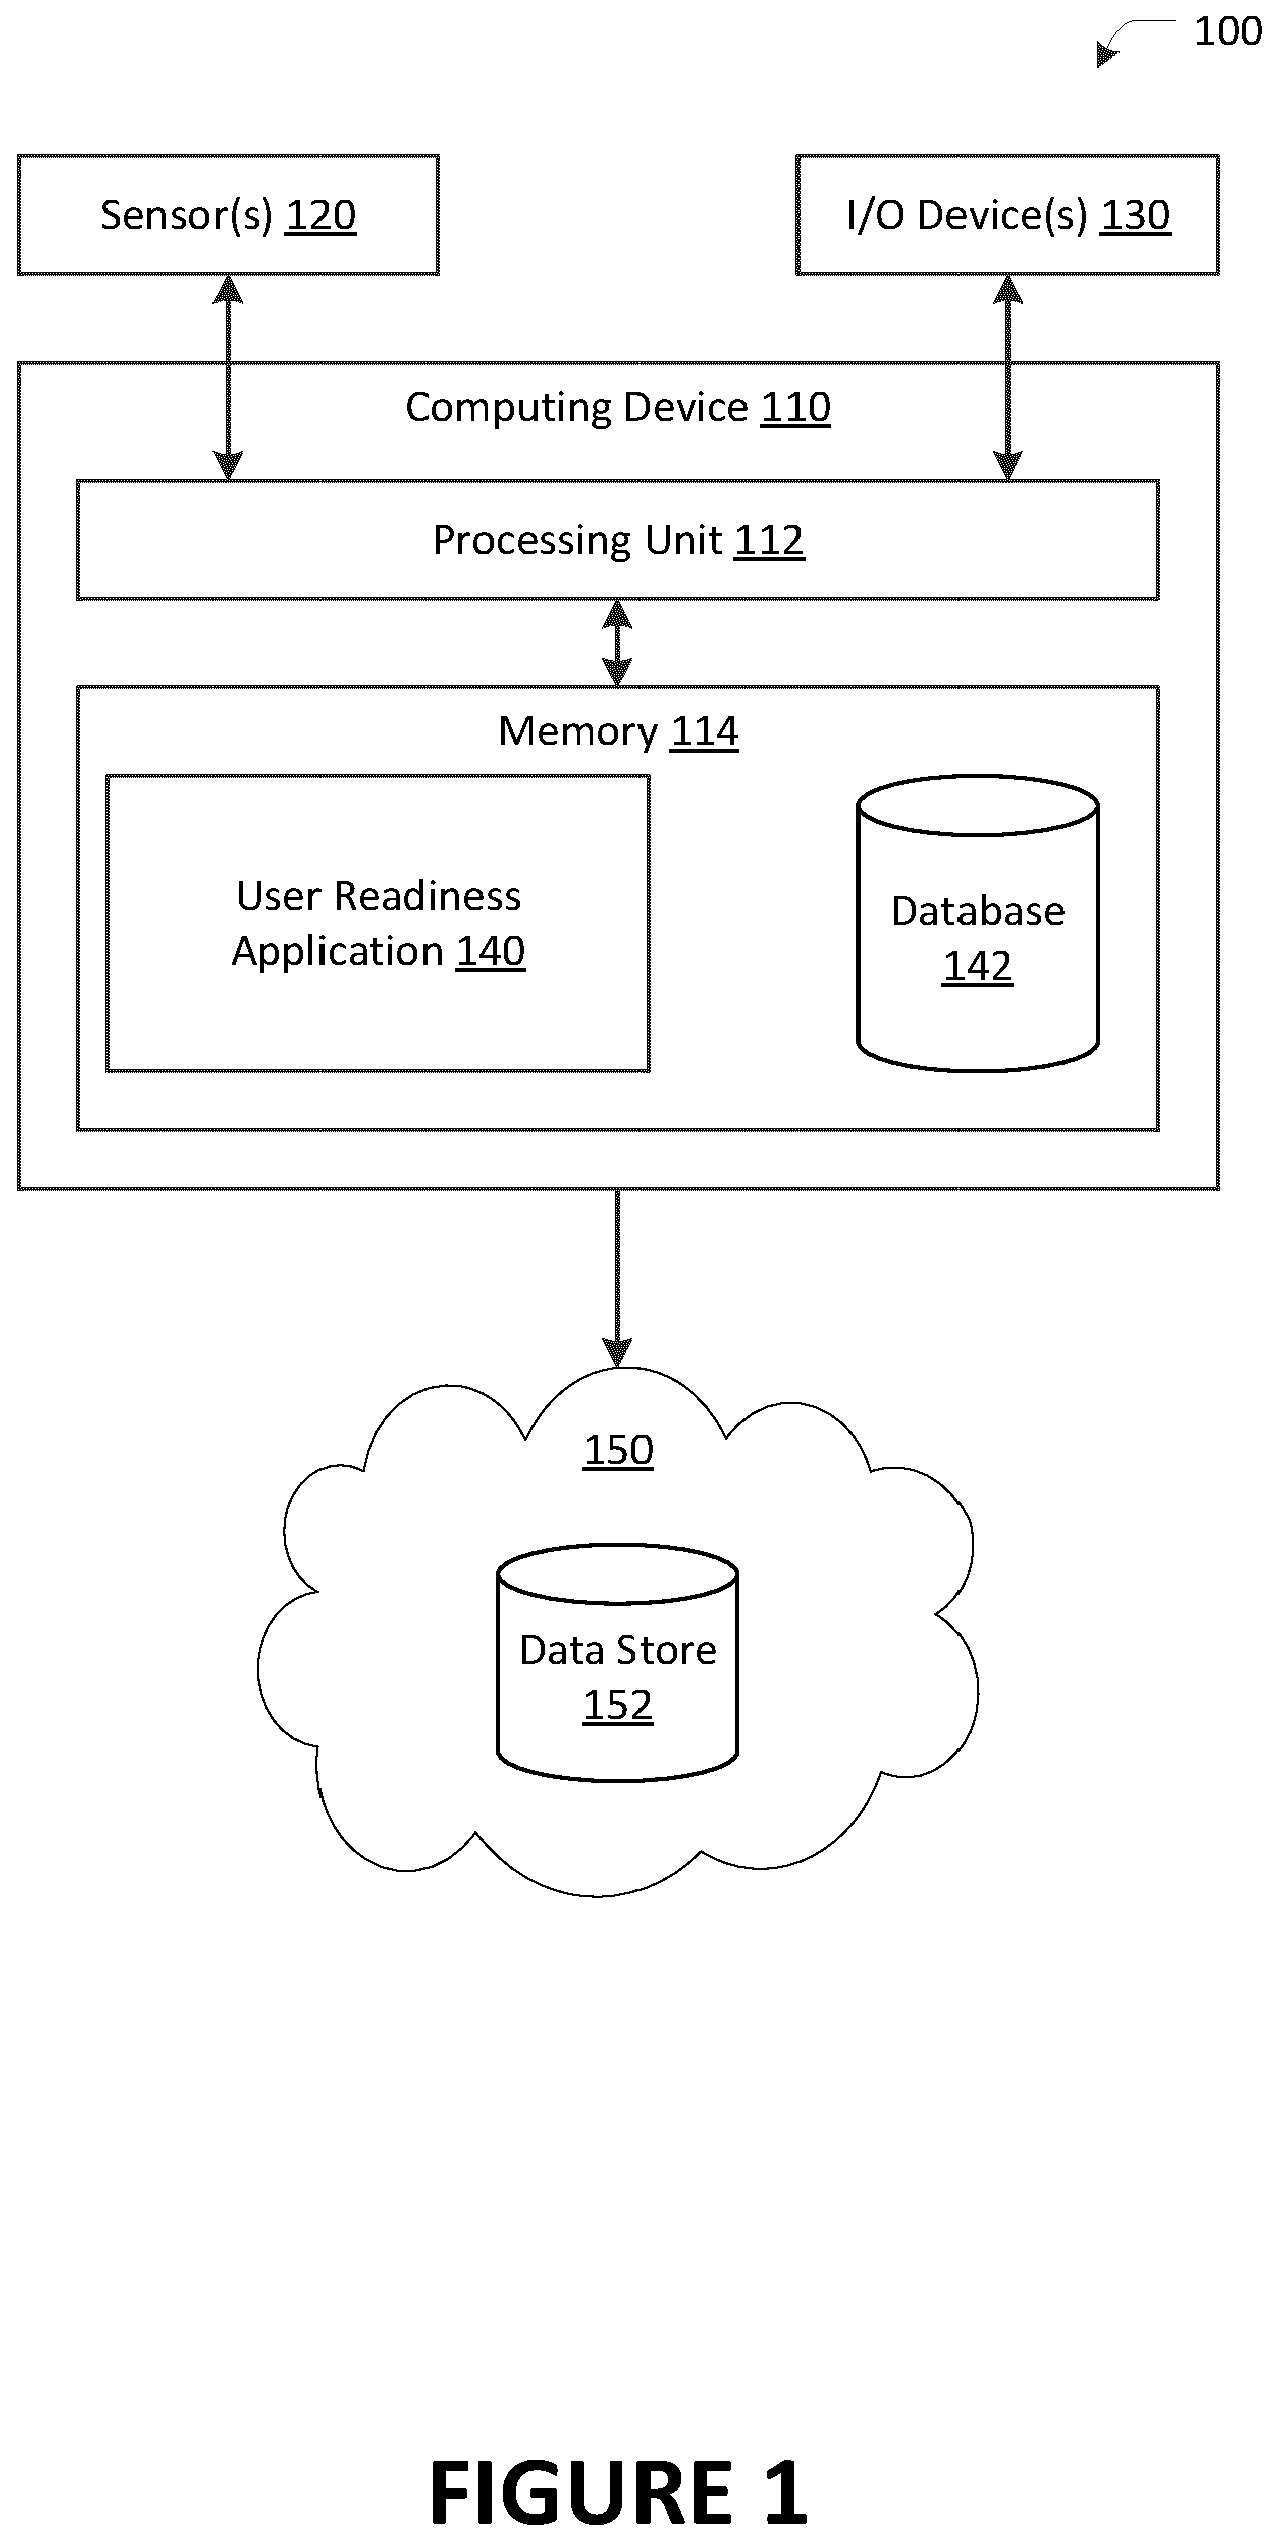 100
Sensor(s) 120
I/O Device(s) 130
Computing Device 110
Processing Unit 112
Memory 114
User Readiness
Application 140
Database
142
150
Data Store
152
FIGURE 1